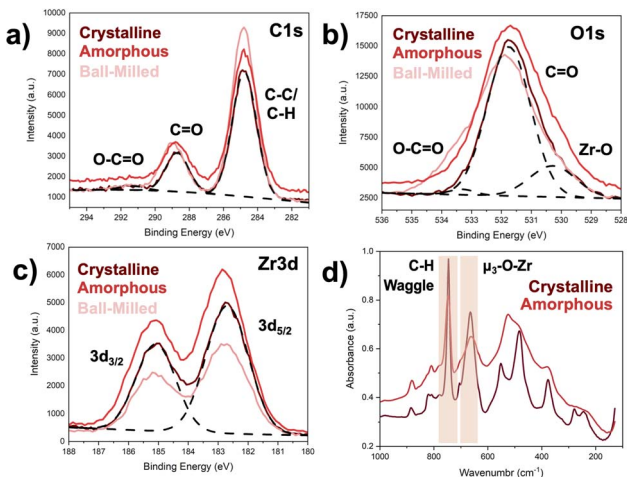 a)
C1s
Crystalline
Amorphous
Ball-Milled
C-C/
C-H
C=O
O-C=O
Intensity (a.u.)
10000
9000
8000
7000
6000
5000
4000
3000
2000
1000
294 292 290 288 286 284 282
Binding Energy (eV)
b)
O1s
Crystalline
Amorphous
Ball-Milled
C=O
O-C=O
Zr-O
Intensity (a.u.)
17500
15000
12500
10000
7500
5000
2500
536 535 534 533 532 531 530 529 528
Binding Energy (eV)
c)
Zr3d
Crystalline
Amorphous
Ball-Milled
3d5/2
3d3/2
Intensity (a.u.)
7000
6000
5000
4000
3000
2000
1000
0
188 187 186 185 184 183 182 181 180
Binding Energy (eV)
d)
C-H
Waggle
μ3-O-Zr
Crystalline
Amorphous
Absorbance (a.u.)
1.0
0.8
0.6
0.4
0.2
1000 800 600 400 200
Wavenumbr (cm-1)